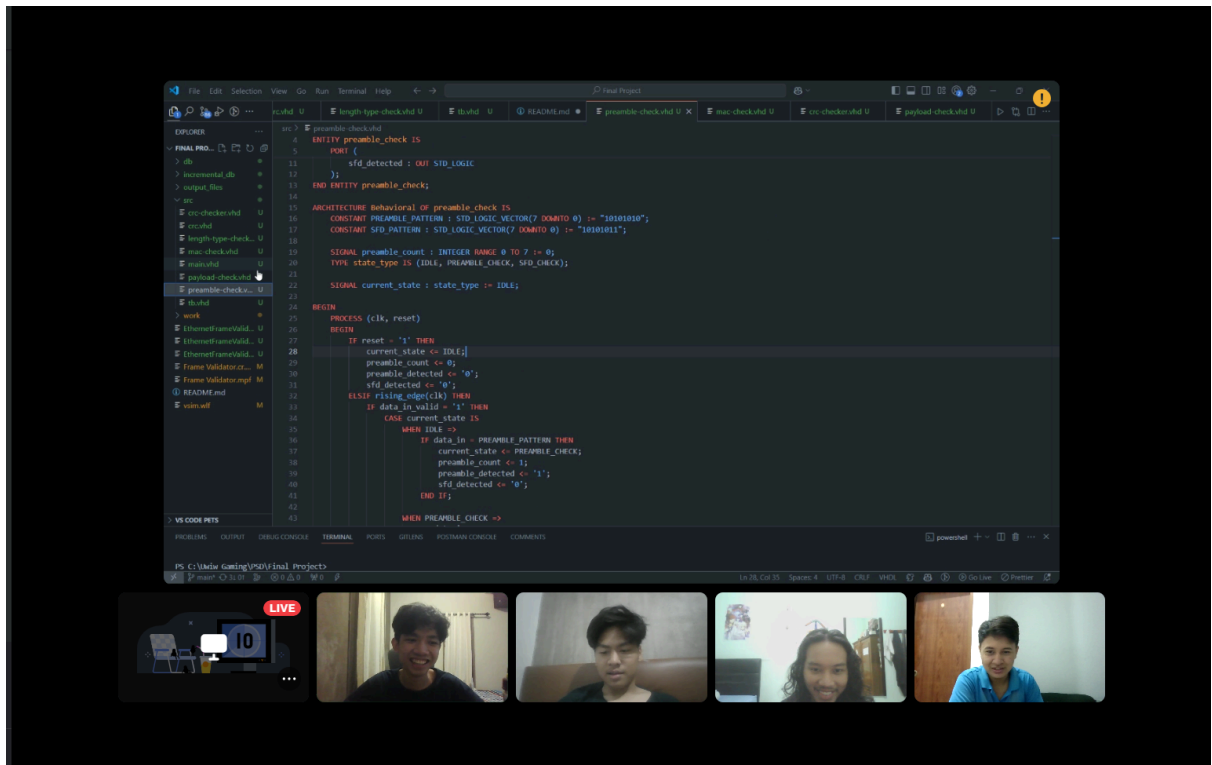 File Edit Selection View Go Run Terminal Help
Final Project
rc.vhd U
length-type-check.vhd U
tb.vhd U
README.md
preamble-check.vhd U
mac-check.vhd U
crc-checker.vhd U
payload-check.vhd U
EXPLORER
FINAL PRO...
db
incremental_db
output_files
src
crc-checker.vhd U
crc.vhd U
length-type-check... U
mac-check.vhd U
main.vhd U
payload-check.vhd
preamble-check.v... U
tb.vhd U
work
EthernetFrameValid... U
EthernetFrameValid... U
EthernetFrameValid... U
Frame Validator.cr... M
Frame Validator.mpf M
README.md
vsim.wlf M
VS CODE PETS
src > preamble-check.vhd
4 ENTITY preamble_check IS
5 PORT (
11 sfd_detected : OUT STD_LOGIC
12 );
13 END ENTITY preamble_check;
14
15 ARCHITECTURE Behavioral OF preamble_check IS
16 CONSTANT PREAMBLE_PATTERN : STD_LOGIC_VECTOR(7 DOWNTO 0) := "10101010";
17 CONSTANT SFD_PATTERN : STD_LOGIC_VECTOR(7 DOWNTO 0) := "10101011";
18
19 SIGNAL preamble_count : INTEGER RANGE 0 TO 7 := 0;
20 TYPE state_type IS (IDLE, PREAMBLE_CHECK, SFD_CHECK);
21
22 SIGNAL current_state : state_type := IDLE;
23
24 BEGIN
25 PROCESS (clk, reset)
26 BEGIN
27 IF reset = '1' THEN
28 current_state <= IDLE;
29 preamble_count <= 0;
30 preamble_detected <= '0';
31 sfd_detected <= '0';
32 ELSIF rising_edge(clk) THEN
33 IF data_in_valid = '1' THEN
34 CASE current_state IS
35 WHEN IDLE =>
36 IF data_in = PREAMBLE_PATTERN THEN
37 current_state <= PREAMBLE_CHECK;
38 preamble_count <= 1;
39 preamble_detected <= '1';
40 sfd_detected <= '0';
41 END IF;
42
43 WHEN PREAMBLE_CHECK =>
PROBLEMS OUTPUT DEBUG CONSOLE TERMINAL PORTS GITLENS POSTMAN CONSOLE COMMENTS
powershell
PS C:\Uwiw Gaming\PSD\Final Project>
main* Ln 28, Col 35 Spaces: 4 UTF-8 CRLF VHDL Go Live Prettier
LIVE
10